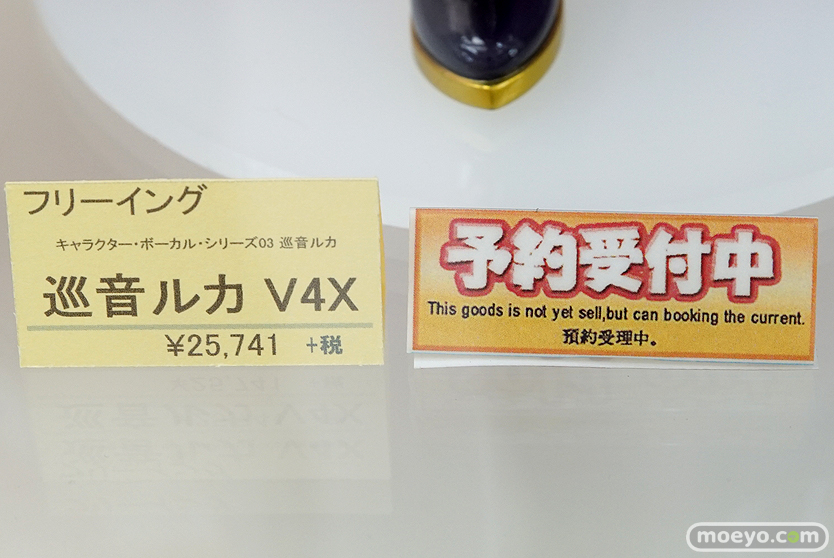 フリーイング
キャラクター・ボーカル・シリーズ03 巡音ルカ
巡音ルカ V4X
¥25,741 +税
予約受付中
This goods is not yet sell,but can booking the current.
預約受理中。
moeyo.com